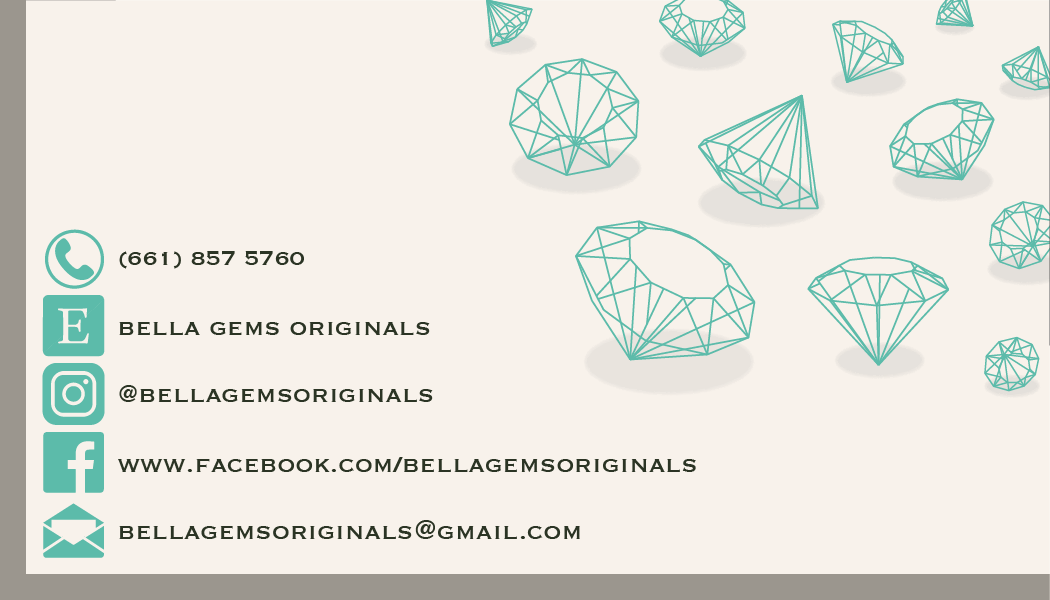 (661) 857 5760
E
BELLA GEMS ORIGINALS
@BELLAGEMSORIGINALS
WWW.FACEBOOK.COM/BELLAGEMSORIGINALS
BELLAGEMSORIGINALS@GMAIL.COM